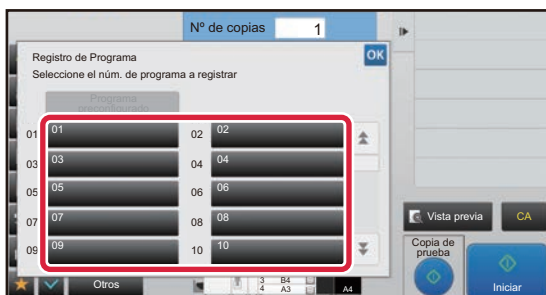 Nº de copias 1
Registro de Programa
OK
Seleccione el núm. de programa a registrar
Programa
preconfigurado
01 01 02 02
03 03 04 04
05 05 06 06
07 07 08 08
09 09 10 10
Vista previa
CA
Copia de
prueba
Iniciar
Otros
3 B4
4 A3
A4